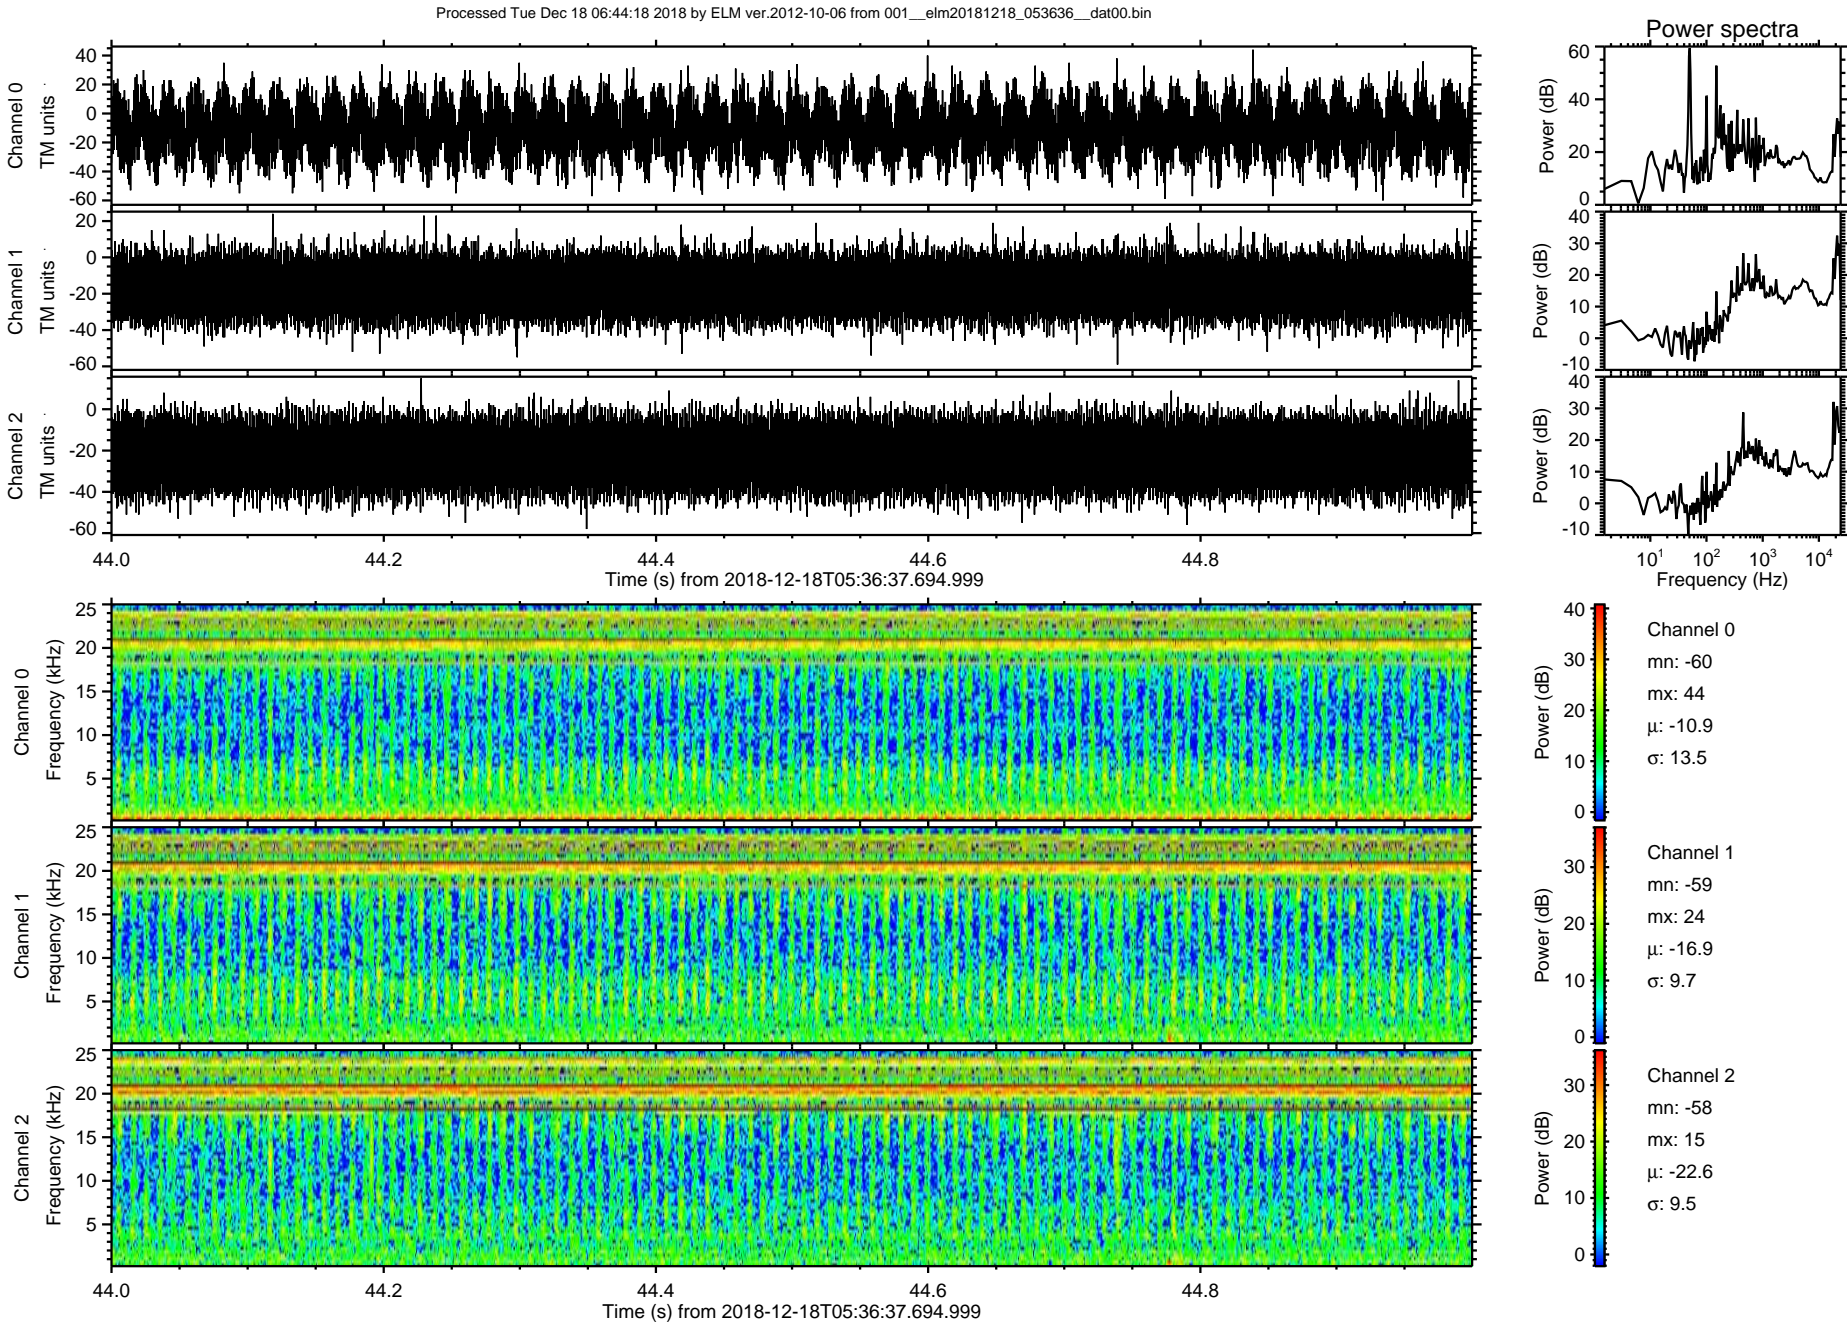 Processed Tue Dec 18 06:44:18 2018 by ELM ver.2012-10-06 from 001__elm20181218_053636__dat00.bin
Power spectra
Channel 0
TM units
40
20
0
-20
-40
-60
Power (dB)
60
40
20
0
Channel 1
TM units
20
0
-20
-40
-60
Power (dB)
40
30
20
10
0
-10
Channel 2
TM units
0
-20
-40
-60
Power (dB)
40
30
20
10
0
-10
44.0 44.2 44.4 44.6 44.8
Time (s) from 2018-12-18T05:36:37.694.999
10¹ 10² 10³ 10⁴
Frequency (Hz)
Channel 0
Frequency (kHz)
25
20
15
10
5
Power (dB)
40
30
20
10
0
Channel 0
mn: -60
mx: 44
μ: -10.9
σ: 13.5
Channel 1
Frequency (kHz)
25
20
15
10
5
Power (dB)
30
20
10
0
Channel 1
mn: -59
mx: 24
μ: -16.9
σ: 9.7
Channel 2
Frequency (kHz)
25
20
15
10
5
Power (dB)
30
20
10
0
Channel 2
mn: -58
mx: 15
μ: -22.6
σ: 9.5
44.0 44.2 44.4 44.6 44.8
Time (s) from 2018-12-18T05:36:37.694.999